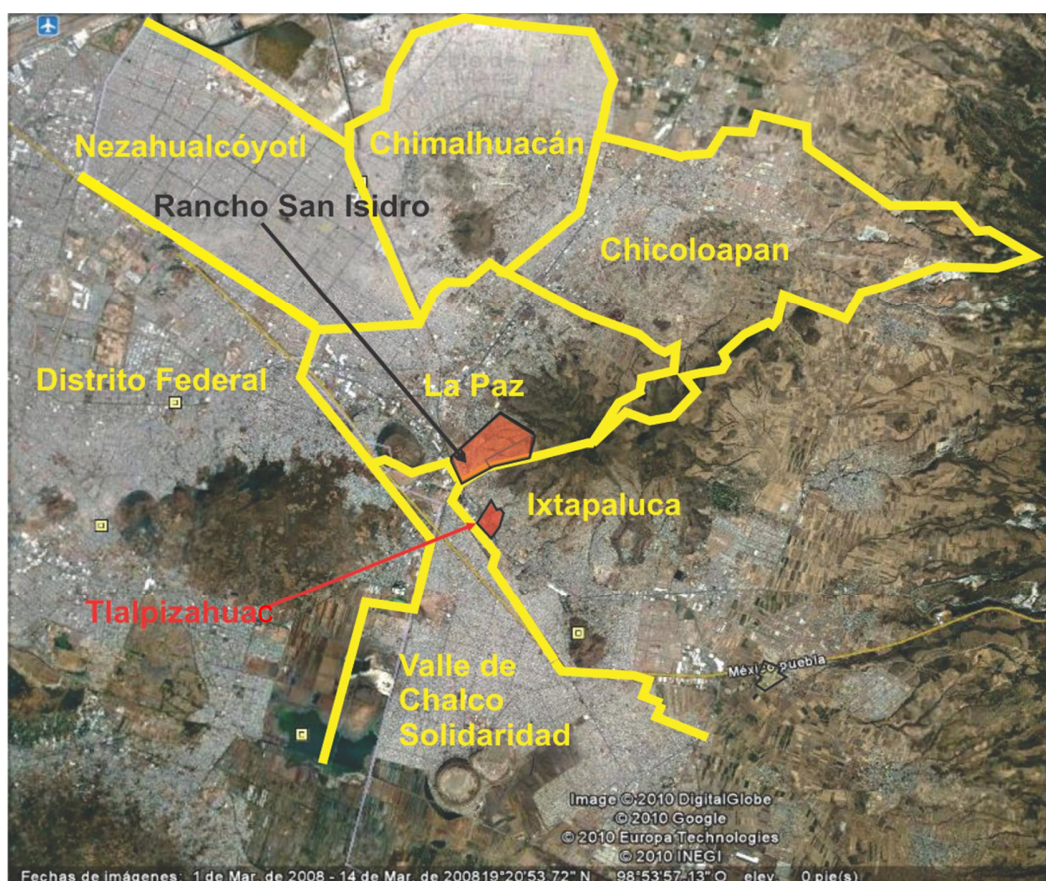 Nezahualcóyotl
Chimalhuacán
Rancho San Isidro
Chicoloapan
Distrito Federal
La Paz
Ixtapaluca
Tlalpizahuac
Valle de
Chalco
Solidaridad
México puebla
Image © 2010 DigitalGlobe
© 2010 Google
© 2010 Europa Technologies
© 2010 INEGI
Fechas de imágenes: 1 de Mar. de 2008 - 14 de Mar. de 200819°20'53.72" N 98°53'57.13" O elev. 0 pie(s)